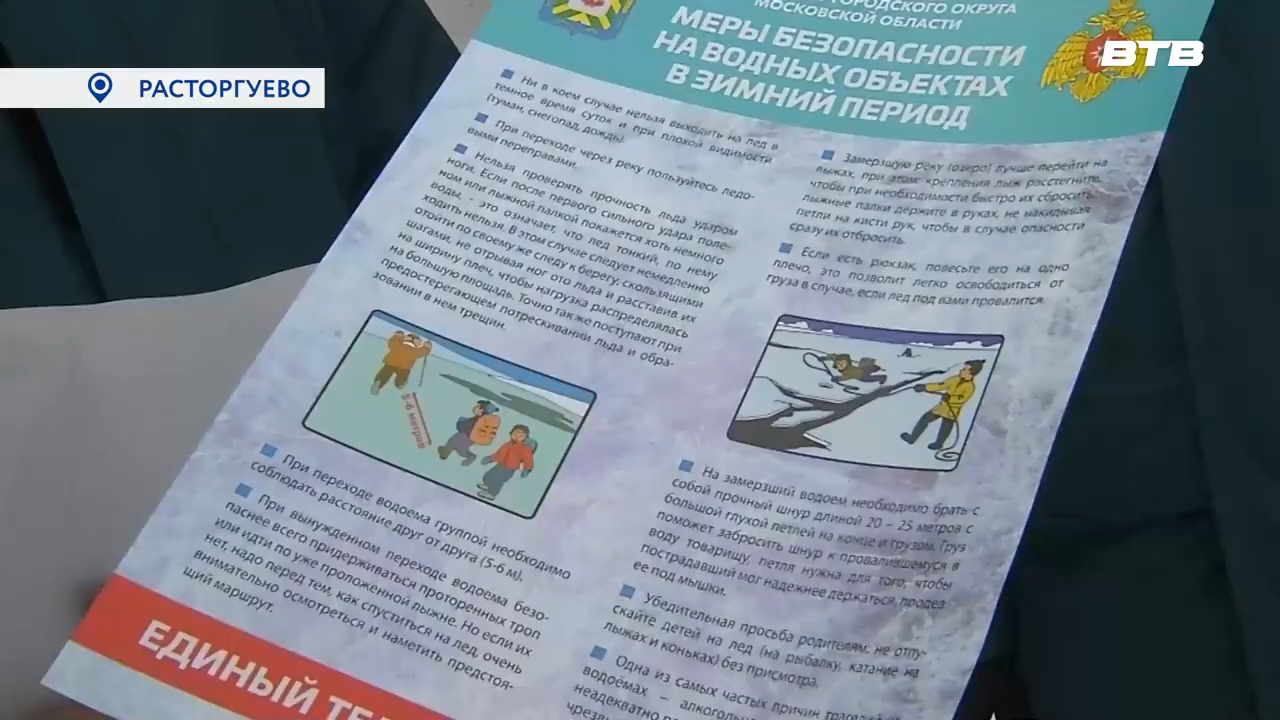 ВТВ
РАСТОРГУЕВО
ГОРОДСКОГО ОКРУГА
МОСКОВСКОЙ ОБЛАСТИ
МЕРЫ БЕЗОПАСНОСТИ
НА ВОДНЫХ ОБЪЕКТАХ
В ЗИМНИЙ ПЕРИОД
Ни в коем случае нельзя выходить на лед в
темное время суток и при плохой видимости
(туман, снегопад, дождь).
При переходе через реку пользуйтесь ледо-
выми переправами.
Нельзя проверять прочность льда ударом
ноги. Если после первого сильного удара поле-
ном или лыжной палкой покажется хоть немного
воды, - это означает, что лед тонкий, по нему
ходить нельзя. В этом случае следует немедленно
отойти по своему же следу к берегу, скользящими
шагами, не отрывая ног ото льда и расставив их
на ширину плеч, чтобы нагрузка распределялась
на большую площадь. Точно так же поступают при
предостерегающем потрескивании льда и обра-
зовании в нем трещин.
5-6 метров
При переходе водоема группой необходимо
соблюдать расстояние друг от друга (5-6 м).
При вынужденном переходе водоема безо-
паснее всего придерживаться проторенных троп
или идти по уже проложенной лыжне. Но если их
нет, надо перед тем, как спуститься на лед, очень
внимательно осмотреться и наметить предстоя-
щий маршрут.
Замерзшую реку (озеро) лучше перейти на
лыжах, при этом: крепления лыж расстегните,
чтобы при необходимости быстро их сбросить;
лыжные палки держите в руках, не накидывая
петли на кисти рук, чтобы в случае опасности
сразу их отбросить.
Если есть рюкзак, повесьте его на одно
плечо, это позволит легко освободиться от
груза в случае, если лед под вами провалится.
На замерзший водоем необходимо брать с
собой прочный шнур длиной 20 – 25 метров с
большой глухой петлей на конце и грузом. Груз
поможет забросить шнур к провалившемуся в
воду товарищу, петля нужна для того, чтобы
пострадавший мог надежнее держаться, продев
ее под мышки.
Убедительная просьба родителям: не отпу-
скайте детей на лед (на рыбалку, катание на
лыжах и коньках) без присмотра.
Одна из самых частых причин
водоёмах –
неадекватно
ЕДИНЫЙ